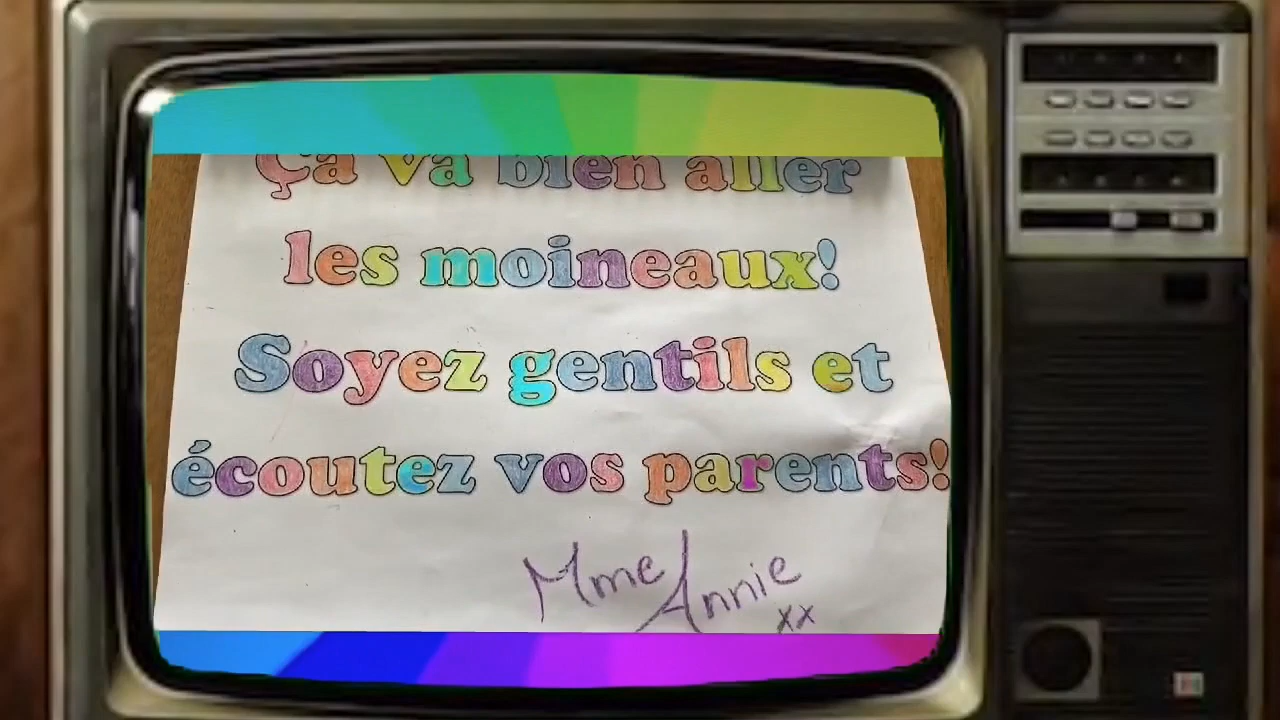 Ça va bien aller
les moineaux!
Soyez gentils et
écoutez vos parents!
Mme Annie
xx